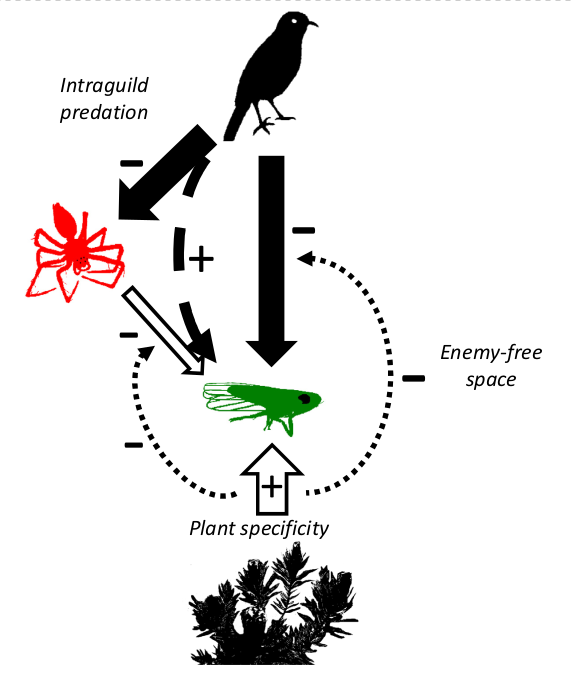 Intraguild
predation
−
−
+
−
Enemy-free
space
−
−
+
Plant specificity